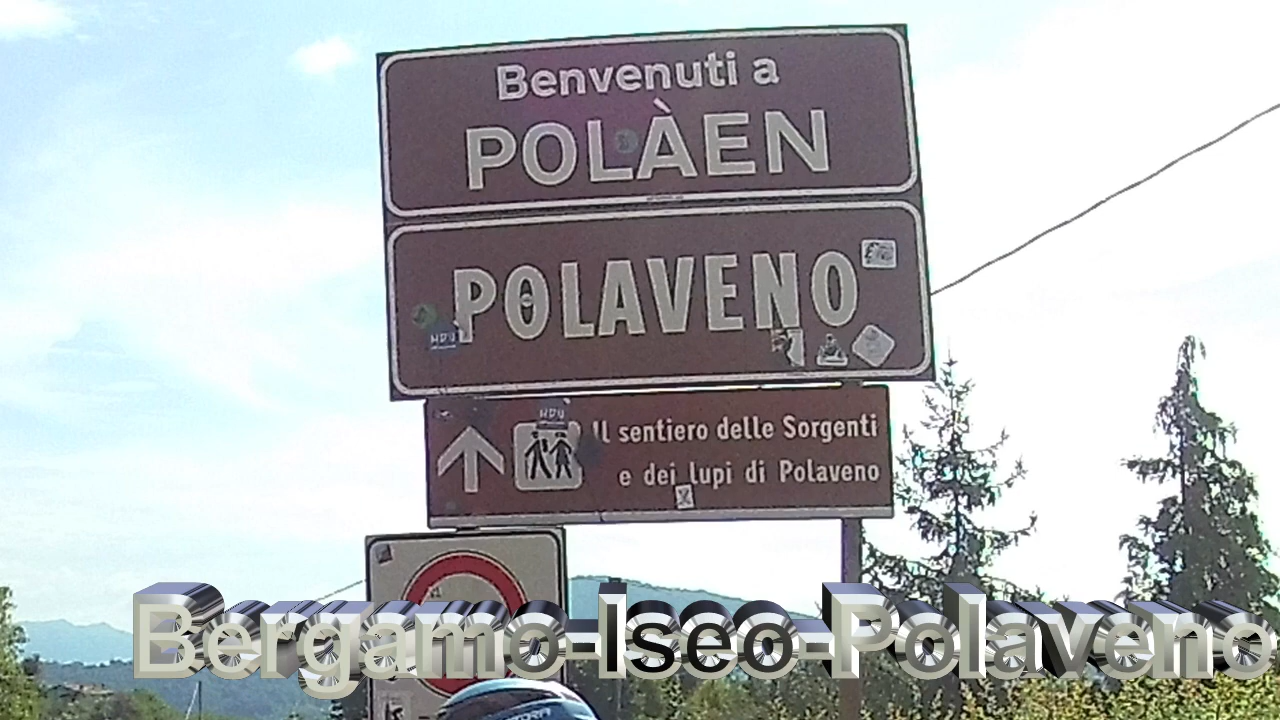 Benvenuti a
POLÀEN
POLAVENO
Il sentiero delle Sorgenti
e dei lupi di Polaveno
Bergamo-Iseo-Polaveno